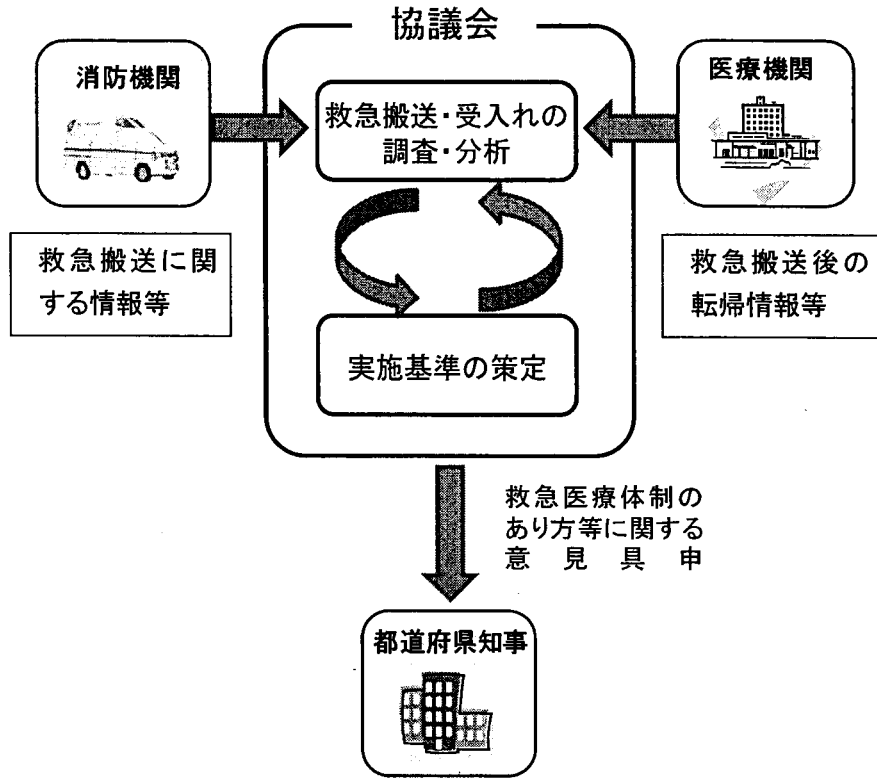 協議会
消防機関
医療機関
救急搬送・受入れの
調査・分析
救急搬送に関
する情報等
救急搬送後の
転帰情報等
実施基準の策定
救急医療体制の
あり方等に関する
意見具申
都道府県知事